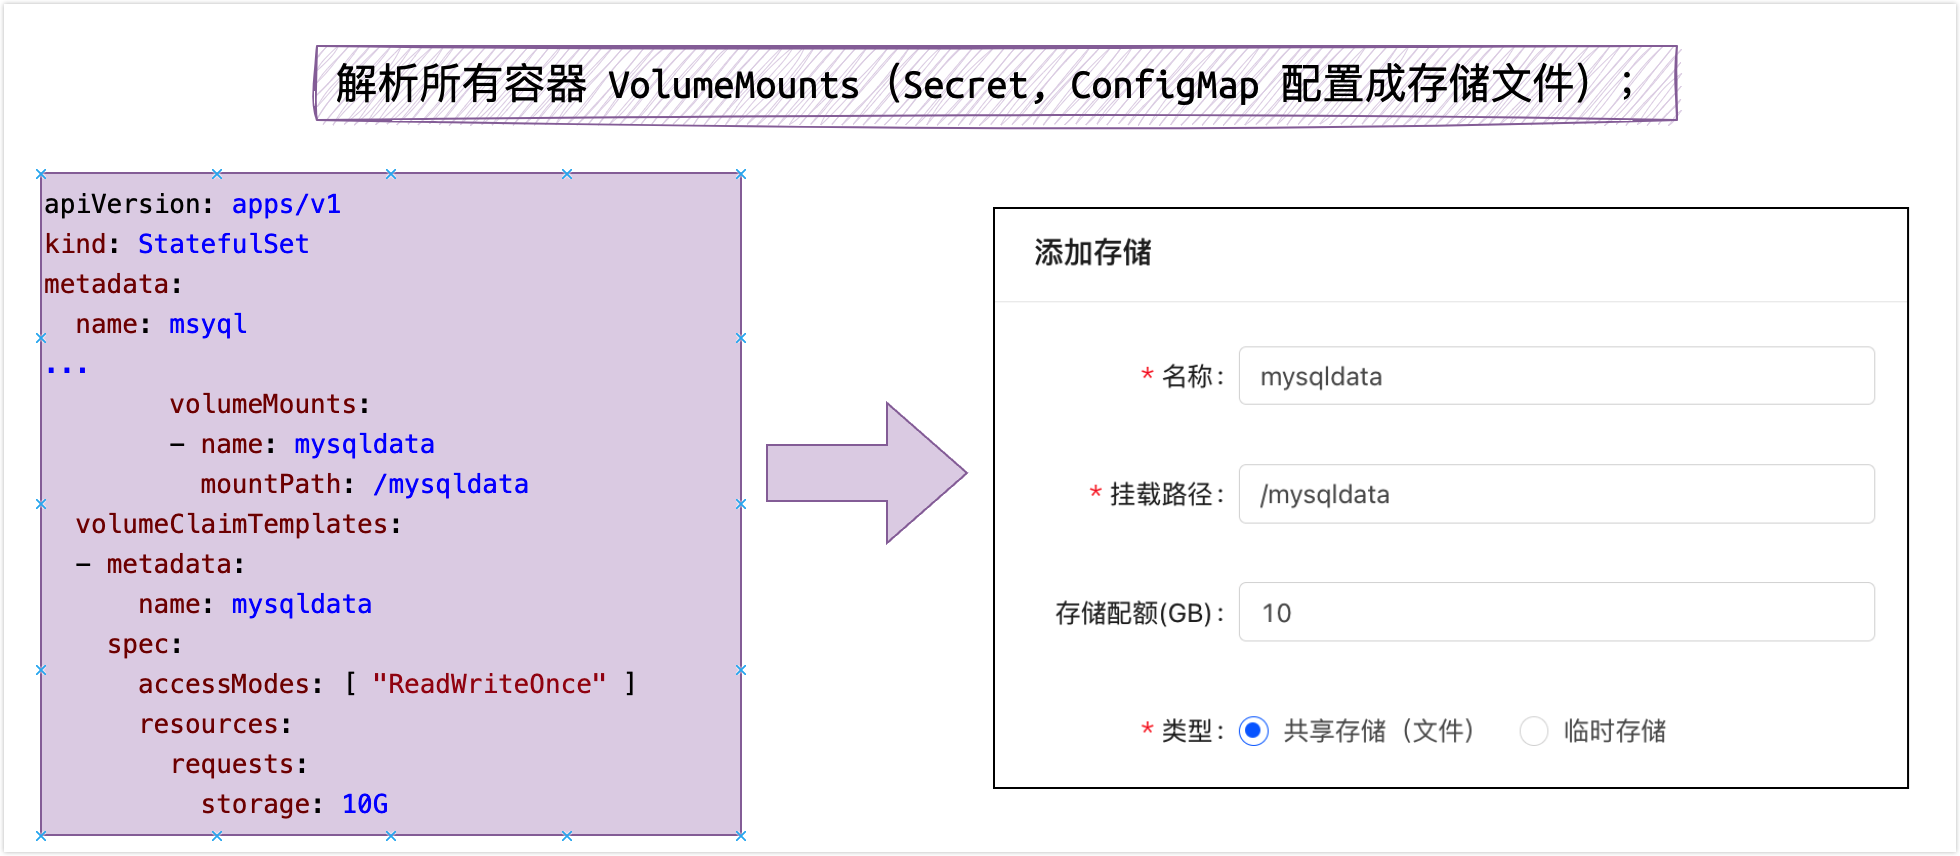 解析所有容器 VolumeMounts（Secret, ConfigMap 配置成存储文件）；
apiVersion: apps/v1
kind: StatefulSet
metadata:
  name: msyql
...
        volumeMounts:
        - name: mysqldata
          mountPath: /mysqldata
  volumeClaimTemplates:
  - metadata:
      name: mysqldata
    spec:
      accessModes: [ "ReadWriteOnce" ]
      resources:
        requests:
          storage: 10G
添加存储
* 名称: mysqldata
* 挂载路径: /mysqldata
存储配额(GB): 10
* 类型: 共享存储（文件） 临时存储